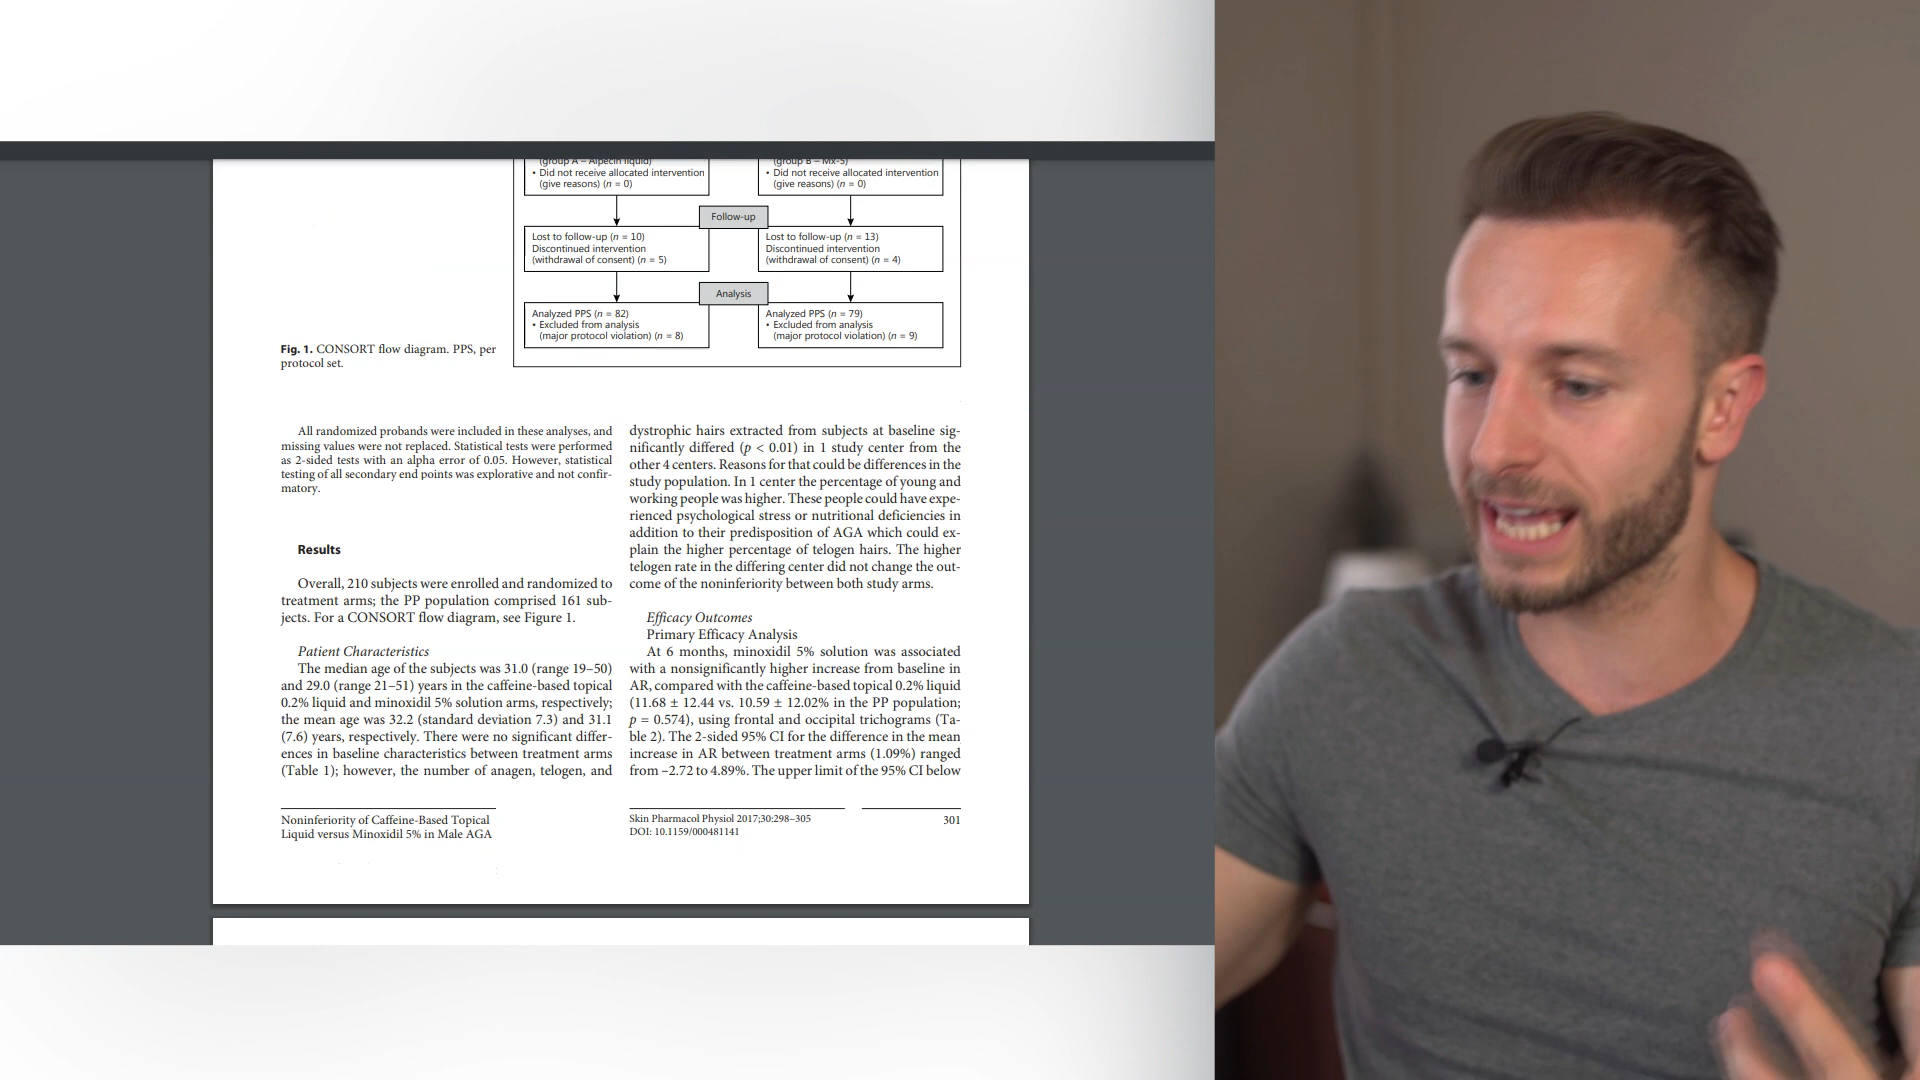 (group A – Alpecin liquid)
• Did not receive allocated intervention
(give reasons) (n = 0)
(group B – Mx-5)
• Did not receive allocated intervention
(give reasons) (n = 0)
Follow-up
Lost to follow-up (n = 10)
Discontinued intervention
(withdrawal of consent) (n = 5)
Lost to follow-up (n = 13)
Discontinued intervention
(withdrawal of consent) (n = 4)
Analysis
Analyzed PPS (n = 82)
• Excluded from analysis
(major protocol violation) (n = 8)
Analyzed PPS (n = 79)
• Excluded from analysis
(major protocol violation) (n = 9)
Fig. 1. CONSORT flow diagram. PPS, per
protocol set.
All randomized probands were included in these analyses, and
missing values were not replaced. Statistical tests were performed
as 2-sided tests with an alpha error of 0.05. However, statistical
testing of all secondary end points was explorative and not confir-
matory.
Results
Overall, 210 subjects were enrolled and randomized to
treatment arms; the PP population comprised 161 sub-
jects. For a CONSORT flow diagram, see Figure 1.
Patient Characteristics
The median age of the subjects was 31.0 (range 19–50)
and 29.0 (range 21–51) years in the caffeine-based topical
0.2% liquid and minoxidil 5% solution arms, respectively;
the mean age was 32.2 (standard deviation 7.3) and 31.1
(7.6) years, respectively. There were no significant differ-
ences in baseline characteristics between treatment arms
(Table 1); however, the number of anagen, telogen, and
dystrophic hairs extracted from subjects at baseline sig-
nificantly differed (p < 0.01) in 1 study center from the
other 4 centers. Reasons for that could be differences in the
study population. In 1 center the percentage of young and
working people was higher. These people could have expe-
rienced psychological stress or nutritional deficiencies in
addition to their predisposition of AGA which could ex-
plain the higher percentage of telogen hairs. The higher
telogen rate in the differing center did not change the out-
come of the noninferiority between both study arms.
Efficacy Outcomes
Primary Efficacy Analysis
At 6 months, minoxidil 5% solution was associated
with a nonsignificantly higher increase from baseline in
AR, compared with the caffeine-based topical 0.2% liquid
(11.68 ± 12.44 vs. 10.59 ± 12.02% in the PP population;
p = 0.574), using frontal and occipital trichograms (Ta-
ble 2). The 2-sided 95% CI for the difference in the mean
increase in AR between treatment arms (1.09%) ranged
from −2.72 to 4.89%. The upper limit of the 95% CI below
Noninferiority of Caffeine-Based Topical
Liquid versus Minoxidil 5% in Male AGA
Skin Pharmacol Physiol 2017;30:298–305
DOI: 10.1159/000481141
301